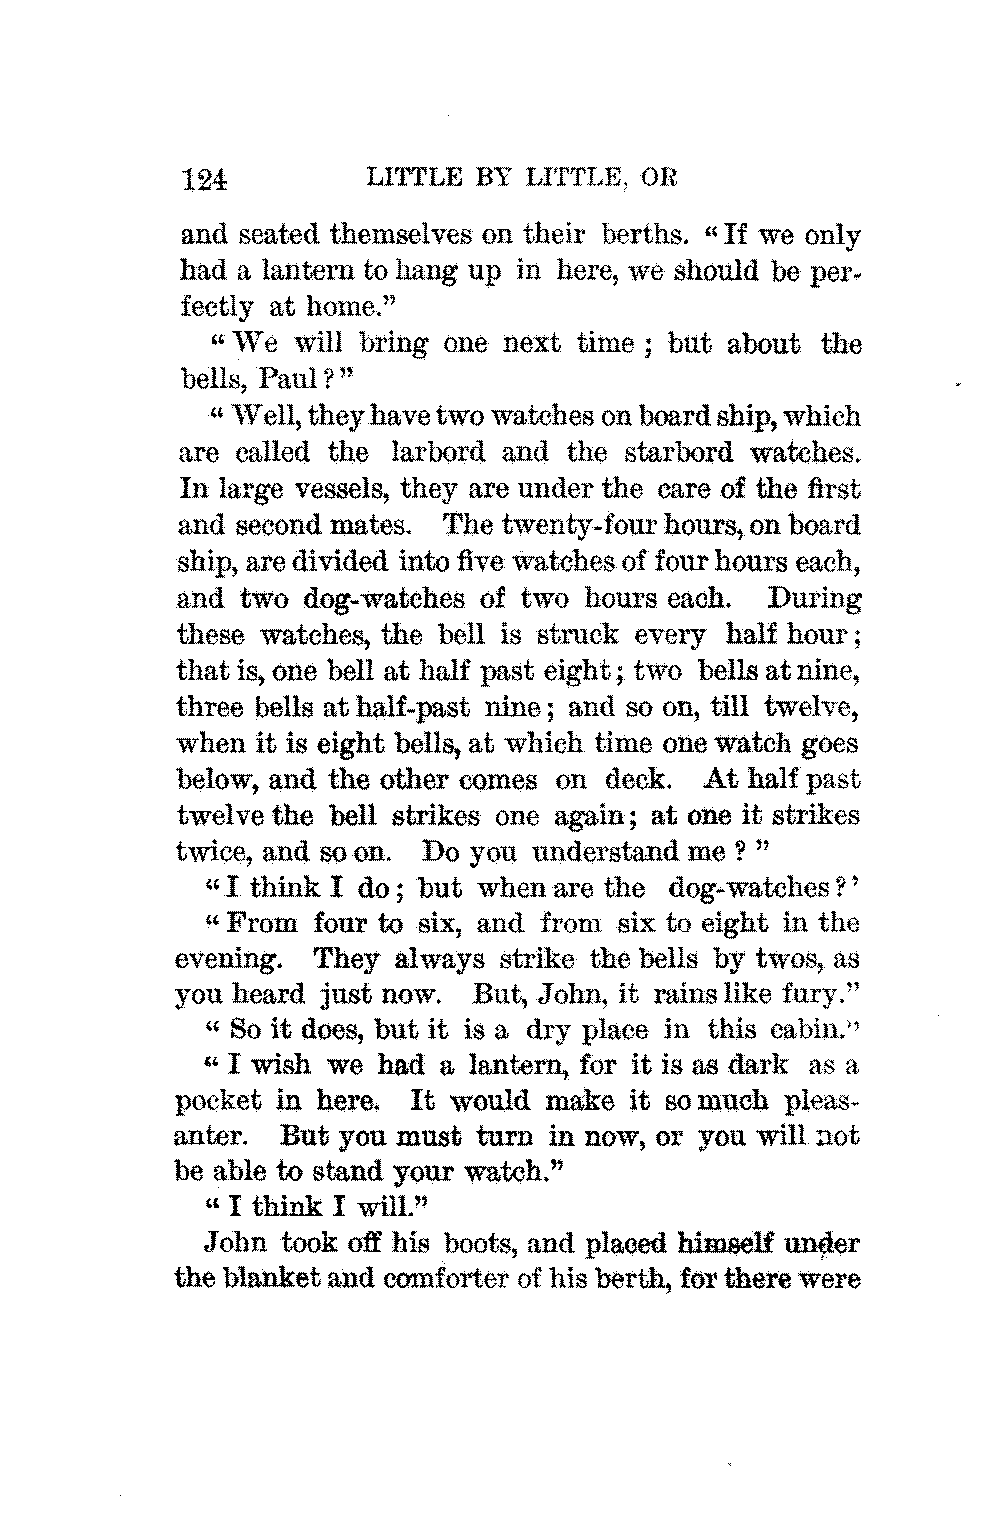 124 LITTLE BY LITTLE, OR
and seated themselves on their berths. "If we only
had a lantern to hang up in here, we should be per-
fectly at home."
"We will bring one next time; but about the
bells, Paul?"
"Well, they have two watches on board ship, which
are called the larbord and the starbord watches.
In large vessels, they are under the care of the first
and second mates. The twenty-four hours, on board
ship, are divided into five watches of four hours each,
and two dog-watches of two hours each. During
these watches, the bell is struck every half hour;
that is, one bell at half past eight; two bells at nine,
three bells at half-past nine; and so on, till twelve,
when it is eight bells, at which time one watch goes
below, and the other comes on deck. At half past
twelve the bell strikes one again; at one it strikes
twice, and so on. Do you understand me?"
"I think I do; but when are the dog-watches?'
"From four to six, and from six to eight in the
evening. They always strike the bells by twos, as
you heard just now. But, John, it rains like fury."
"So it does, but it is a dry place in this cabin."
"I wish we had a lantern, for it is as dark as a
pocket in here. It would make it so much pleas-
anter. But you must turn in now, or you will not
be able to stand your watch."
"I think I will."
John took off his boots, and placed himself under
the blanket and comforter of his berth, for there were